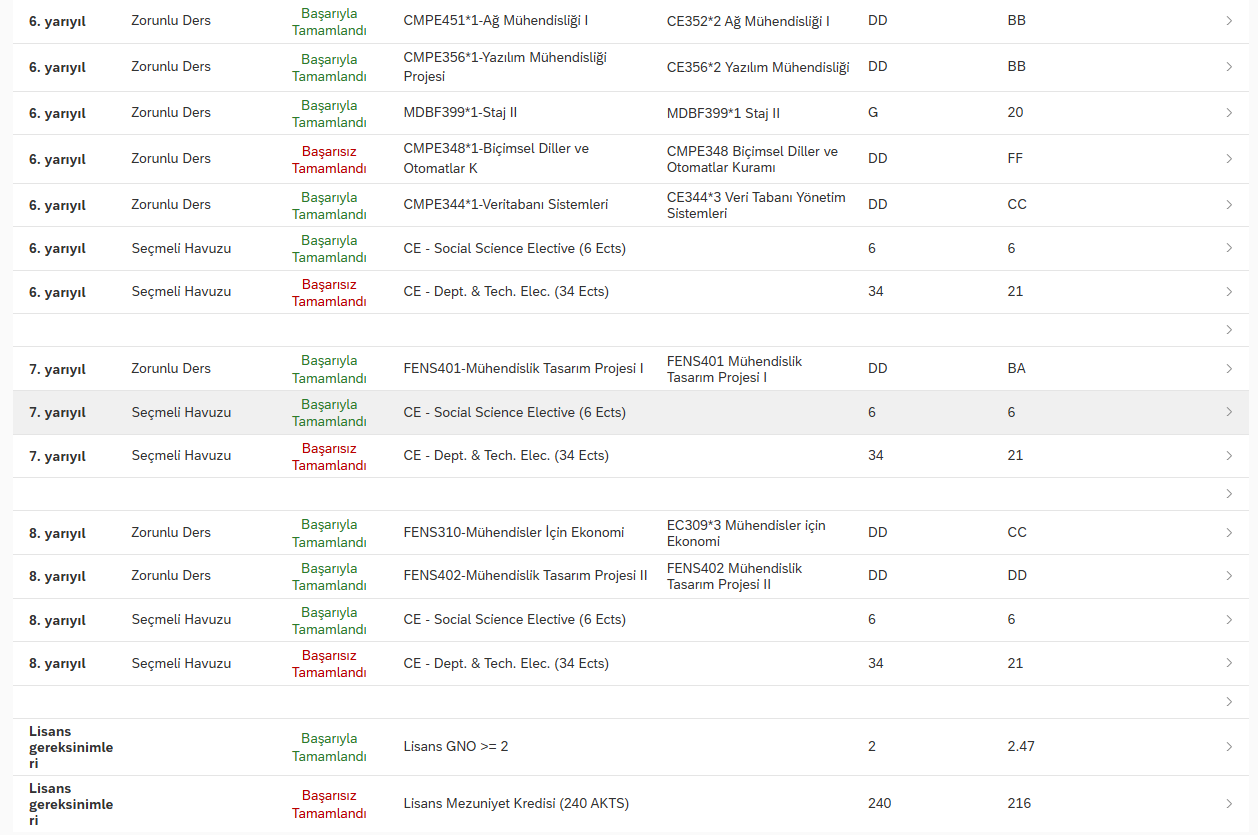 6. yarıyıl Zorunlu Ders Başarıyla Tamamlandı CMPE451*1-Ağ Mühendisliği I CE352*2 Ağ Mühendisliği I DD BB
6. yarıyıl Zorunlu Ders Başarıyla Tamamlandı CMPE356*1-Yazılım Mühendisliği Projesi CE356*2 Yazılım Mühendisliği DD BB
6. yarıyıl Zorunlu Ders Başarıyla Tamamlandı MDBF399*1-Staj II MDBF399*1 Staj II G 20
6. yarıyıl Zorunlu Ders Başarısız Tamamlandı CMPE348*1-Biçimsel Diller ve Otomatlar K CMPE348 Biçimsel Diller ve Otomatlar Kuramı DD FF
6. yarıyıl Zorunlu Ders Başarıyla Tamamlandı CMPE344*1-Veritabanı Sistemleri CE344*3 Veri Tabanı Yönetim Sistemleri DD CC
6. yarıyıl Seçmeli Havuzu Başarıyla Tamamlandı CE - Social Science Elective (6 Ects) 6 6
6. yarıyıl Seçmeli Havuzu Başarısız Tamamlandı CE - Dept. & Tech. Elec. (34 Ects) 34 21
7. yarıyıl Zorunlu Ders Başarıyla Tamamlandı FENS401-Mühendislik Tasarım Projesi I FENS401 Mühendislik Tasarım Projesi I DD BA
7. yarıyıl Seçmeli Havuzu Başarıyla Tamamlandı CE - Social Science Elective (6 Ects) 6 6
7. yarıyıl Seçmeli Havuzu Başarısız Tamamlandı CE - Dept. & Tech. Elec. (34 Ects) 34 21
8. yarıyıl Zorunlu Ders Başarıyla Tamamlandı FENS310-Mühendisler İçin Ekonomi EC309*3 Mühendisler için Ekonomi DD CC
8. yarıyıl Zorunlu Ders Başarıyla Tamamlandı FENS402-Mühendislik Tasarım Projesi II FENS402 Mühendislik Tasarım Projesi II DD DD
8. yarıyıl Seçmeli Havuzu Başarıyla Tamamlandı CE - Social Science Elective (6 Ects) 6 6
8. yarıyıl Seçmeli Havuzu Başarısız Tamamlandı CE - Dept. & Tech. Elec. (34 Ects) 34 21
Lisans gereksinimle ri Başarıyla Tamamlandı Lisans GNO >= 2 2 2.47
Lisans gereksinimle ri Başarısız Tamamlandı Lisans Mezuniyet Kredisi (240 AKTS) 240 216